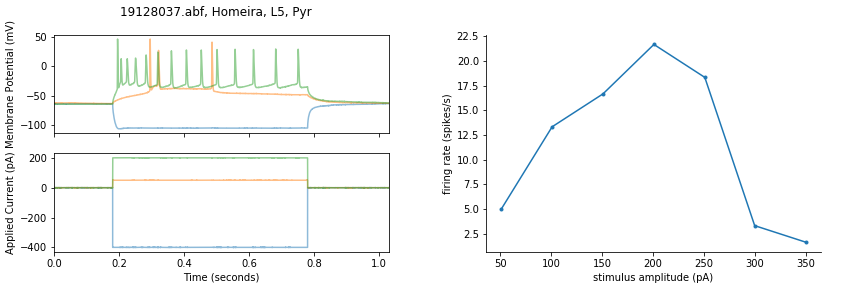 19128037.abf, Homeira, L5, Pyr
Membrane Potential (mV)
50
0
−50
−100
Applied Current (pA)
200
0
−200
−400
0.0 0.2 0.4 0.6 0.8 1.0
Time (seconds)
firing rate (spikes/s)
22.5
20.0
17.5
15.0
12.5
10.0
7.5
5.0
2.5
50 100 150 200 250 300 350
stimulus amplitude (pA)